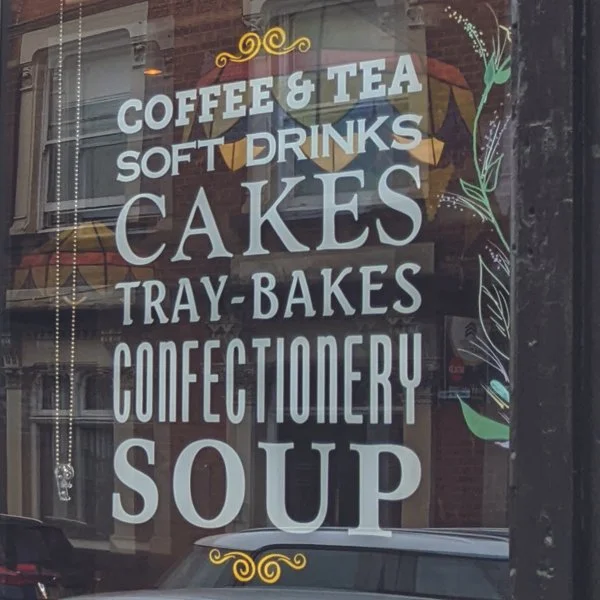 COFFEE & TEA
SOFT DRINKS
CAKES
TRAY-BAKES
CONFECTIONERY
SOUP